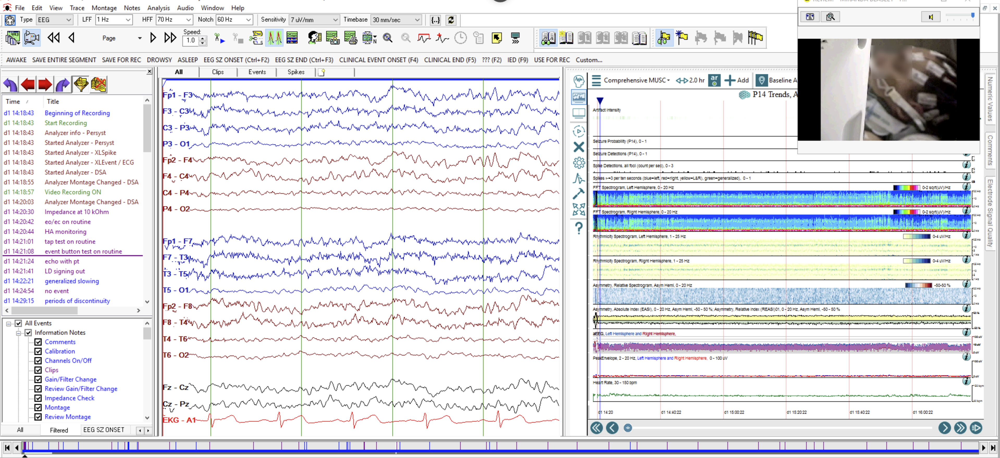 File Edit View Trace Montage Notes Analysis Audio Window Help
Type EEG LFF 1 Hz HFF 70 Hz Notch 60 Hz Sensitivity 7 uV/mm Timebase 30 mm/sec {..}
Page Speed: 1.0
AWAKE SAVE ENTIRE SEGMENT SAVE FOR REC DROWSY ASLEEP EEG SZ ONSET (Ctrl+F2) EEG SZ END (Ctrl+F3) CLINICAL EVENT ONSET (F4) CLINICAL END (F5) ??? (F2) IED (F9) USE FOR REC Custom...
Time Title
d1 14:18:43 Beginning of Recording
d1 14:18:43 Start Recording
d1 14:18:43 Analyzer info - Persyst
d1 14:18:43 Started Analyzer - Persyst
d1 14:18:43 Started Analyzer - XLSpike
d1 14:18:43 Started Analyzer - XLEvent / ECG
d1 14:18:43 Started Analyzer - DSA
d1 14:18:55 Analyzer Montage Changed - DSA
d1 14:18:57 Video Recording ON
d1 14:20:03 Analyzer Montage Changed - DSA
d1 14:20:30 Impedance at 10 kOhm
d1 14:20:42 eo/ec on routine
d1 14:20:44 HA monitoring
d1 14:21:01 tap test on routine
d1 14:21:08 event button test on routine
d1 14:21:24 echo with pt
d1 14:21:41 LD signing out
d1 14:22:21 generalized slowing
d1 14:24:54 no event
d1 14:29:15 periods of discontinuity
All Events
Information Notes
Comments
Calibration
Channels On/Off
Clips
Gain/Filter Change
Review Gain/Filter Change
Impedance Check
Montage
Review Montage
All Filtered EEG SZ ONSET
All Clips Events Spikes
Fp1 - F3
F3 - C3
C3 - P3
P3 - O1
Fp2 - F4
F4 - C4
C4 - P4
P4 - O2
Fp1 - F7
F7 - T3
T3 - T5
T5 - O1
Fp2 - F8
F8 - T4
T4 - T6
T6 - O2
Fz - Cz
Cz - Pz
EKG - A1
Comprehensive MUSC 2.0 hr ar Add Baseline A
P14 Trends, A
Artifact Intensity
Seizure Probability (P14), 0 - 1
Seizure Detections (P14), 0 - 1
Spike Detections, all foci (count per sec), 0 - 3
Spikes >=3 per ten seconds (blue=left, red=right, yellow=L&R), green=generalized), 0 - 1
FFT Spectrogram, Left Hemisphere, 0 - 20 Hz 0-2 sqrt(uV)/Hz
FFT Spectrogram, Right Hemisphere, 0 - 20 Hz 0-2 sqrt(uV)/Hz
Rhythmicity Spectrogram, Left Hemisphere, 1 - 25 Hz 0-4 uV/Hz
Rhythmicity Spectrogram, Right Hemisphere, 1 - 25 Hz 0-4 uV/Hz
Asymmetry, Relative Spectrogram, Asym Hemi, 0 - 20 Hz -50-50 %
Asymmetry, Absolute Index (EASI), 0 - 20 Hz, Asym Hemi, -50 - 50 %; Asymmetry, Relative Index (REASI)01, 0 - 20 Hz, Asym Hemi, -50 - 50 %
aEEG, Left Hemisphere and Right Hemisphere,
PeakEnvelope, 2 - 20 Hz, Left Hemisphere and Right Hemisphere, 0 - 100 uV
Heart Rate, 30 - 150 bpm
d1 14:20 d1 14:40:22 d1 15:00:22 d1 15:20:22 d1 15:40:22 d1 16:00:22
Numeric Values
Comments
Electrode Signal Quality